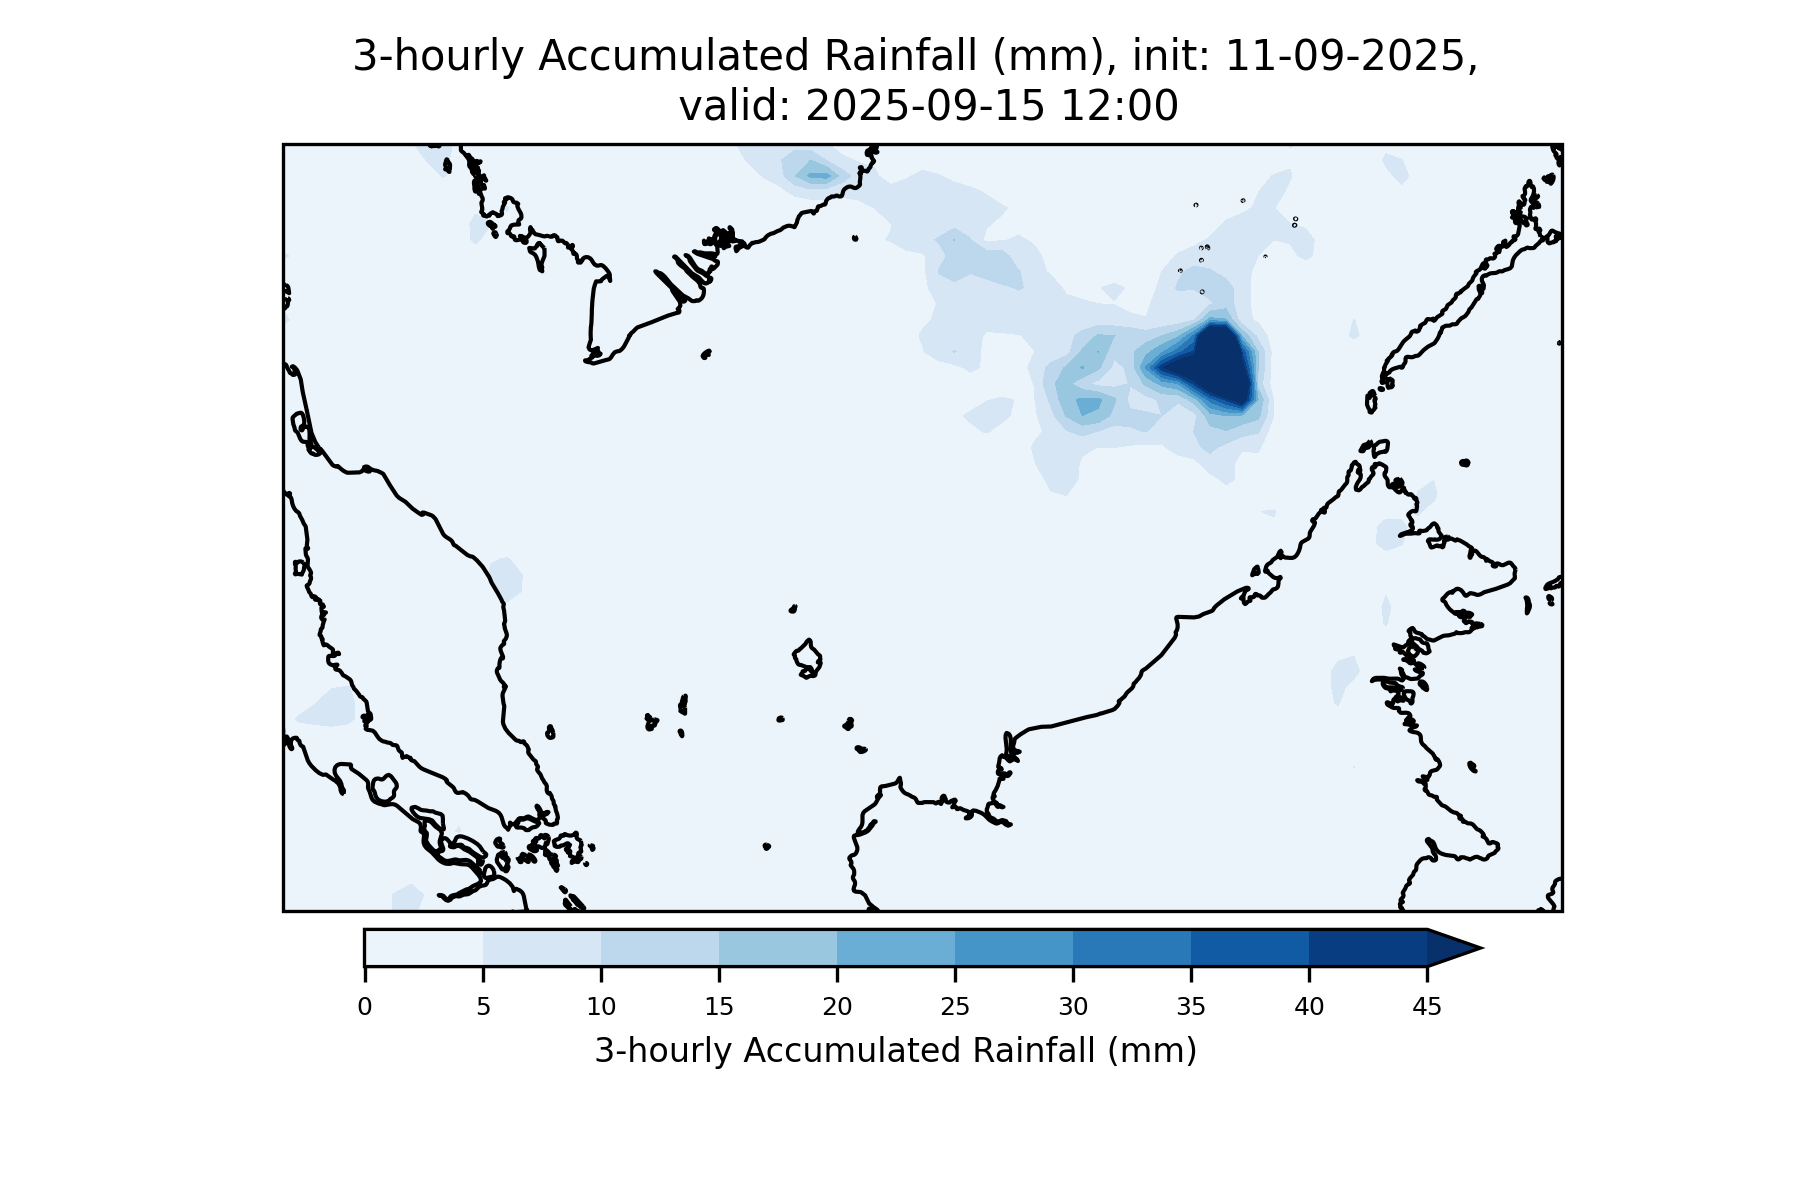 3-hourly Accumulated Rainfall (mm), init: 11-09-2025,
valid: 2025-09-15 12:00
0 5 10 15 20 25 30 35 40 45
3-hourly Accumulated Rainfall (mm)